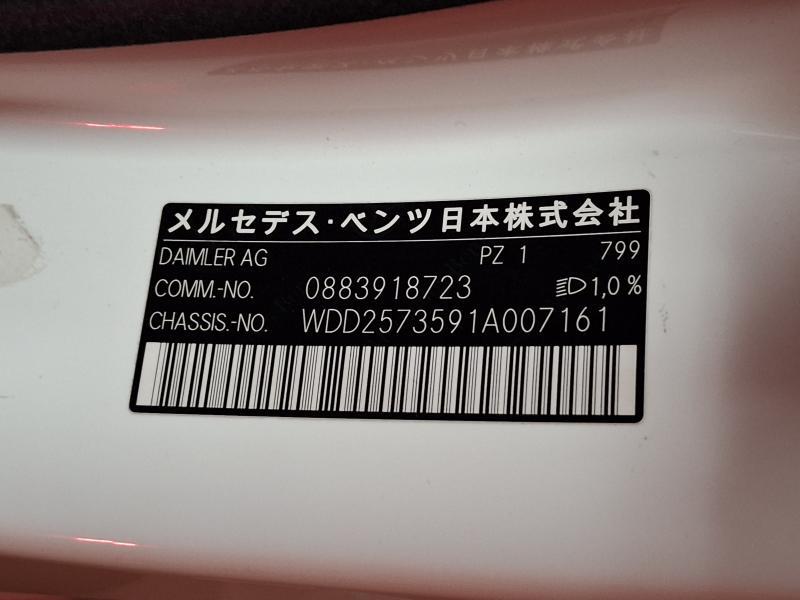 メルセデス・ベンツ日本株式会社
DAIMLER AG PZ 1 799
COMM.-NO. 0883918723 1,0 %
CHASSIS.-NO. WDD2573591A007161